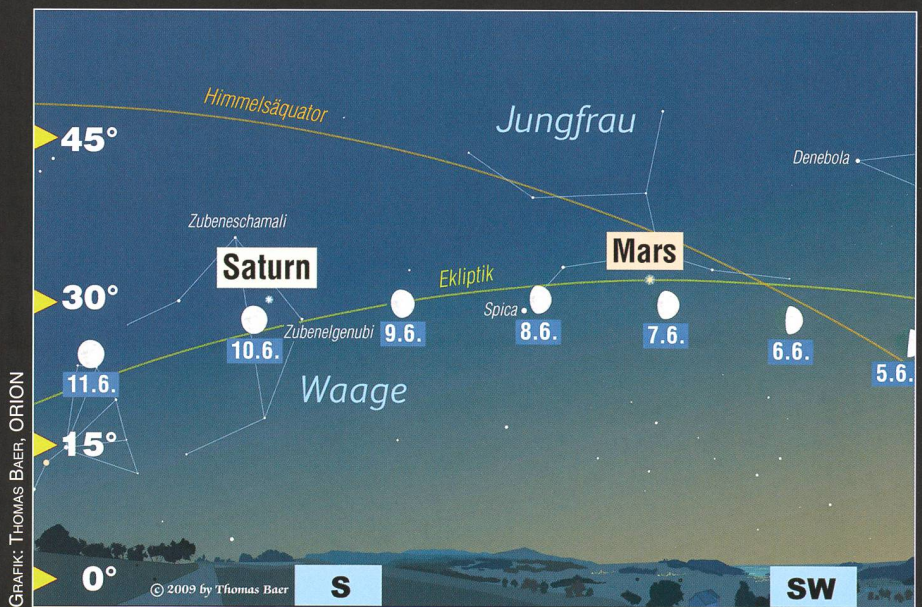 Himmelsäquator
Jungfrau
45°
Denebola
Zubeneschamali
Saturn
Mars
Ekliptik
30°
Spica
Zubenelgenubi
11.6.
10.6.
9.6.
8.6.
7.6.
6.6.
5.6.
Waage
15°
0°
© 2009 by Thomas Baer
S
SW
GRAFIK: THOMAS BAER, ORION